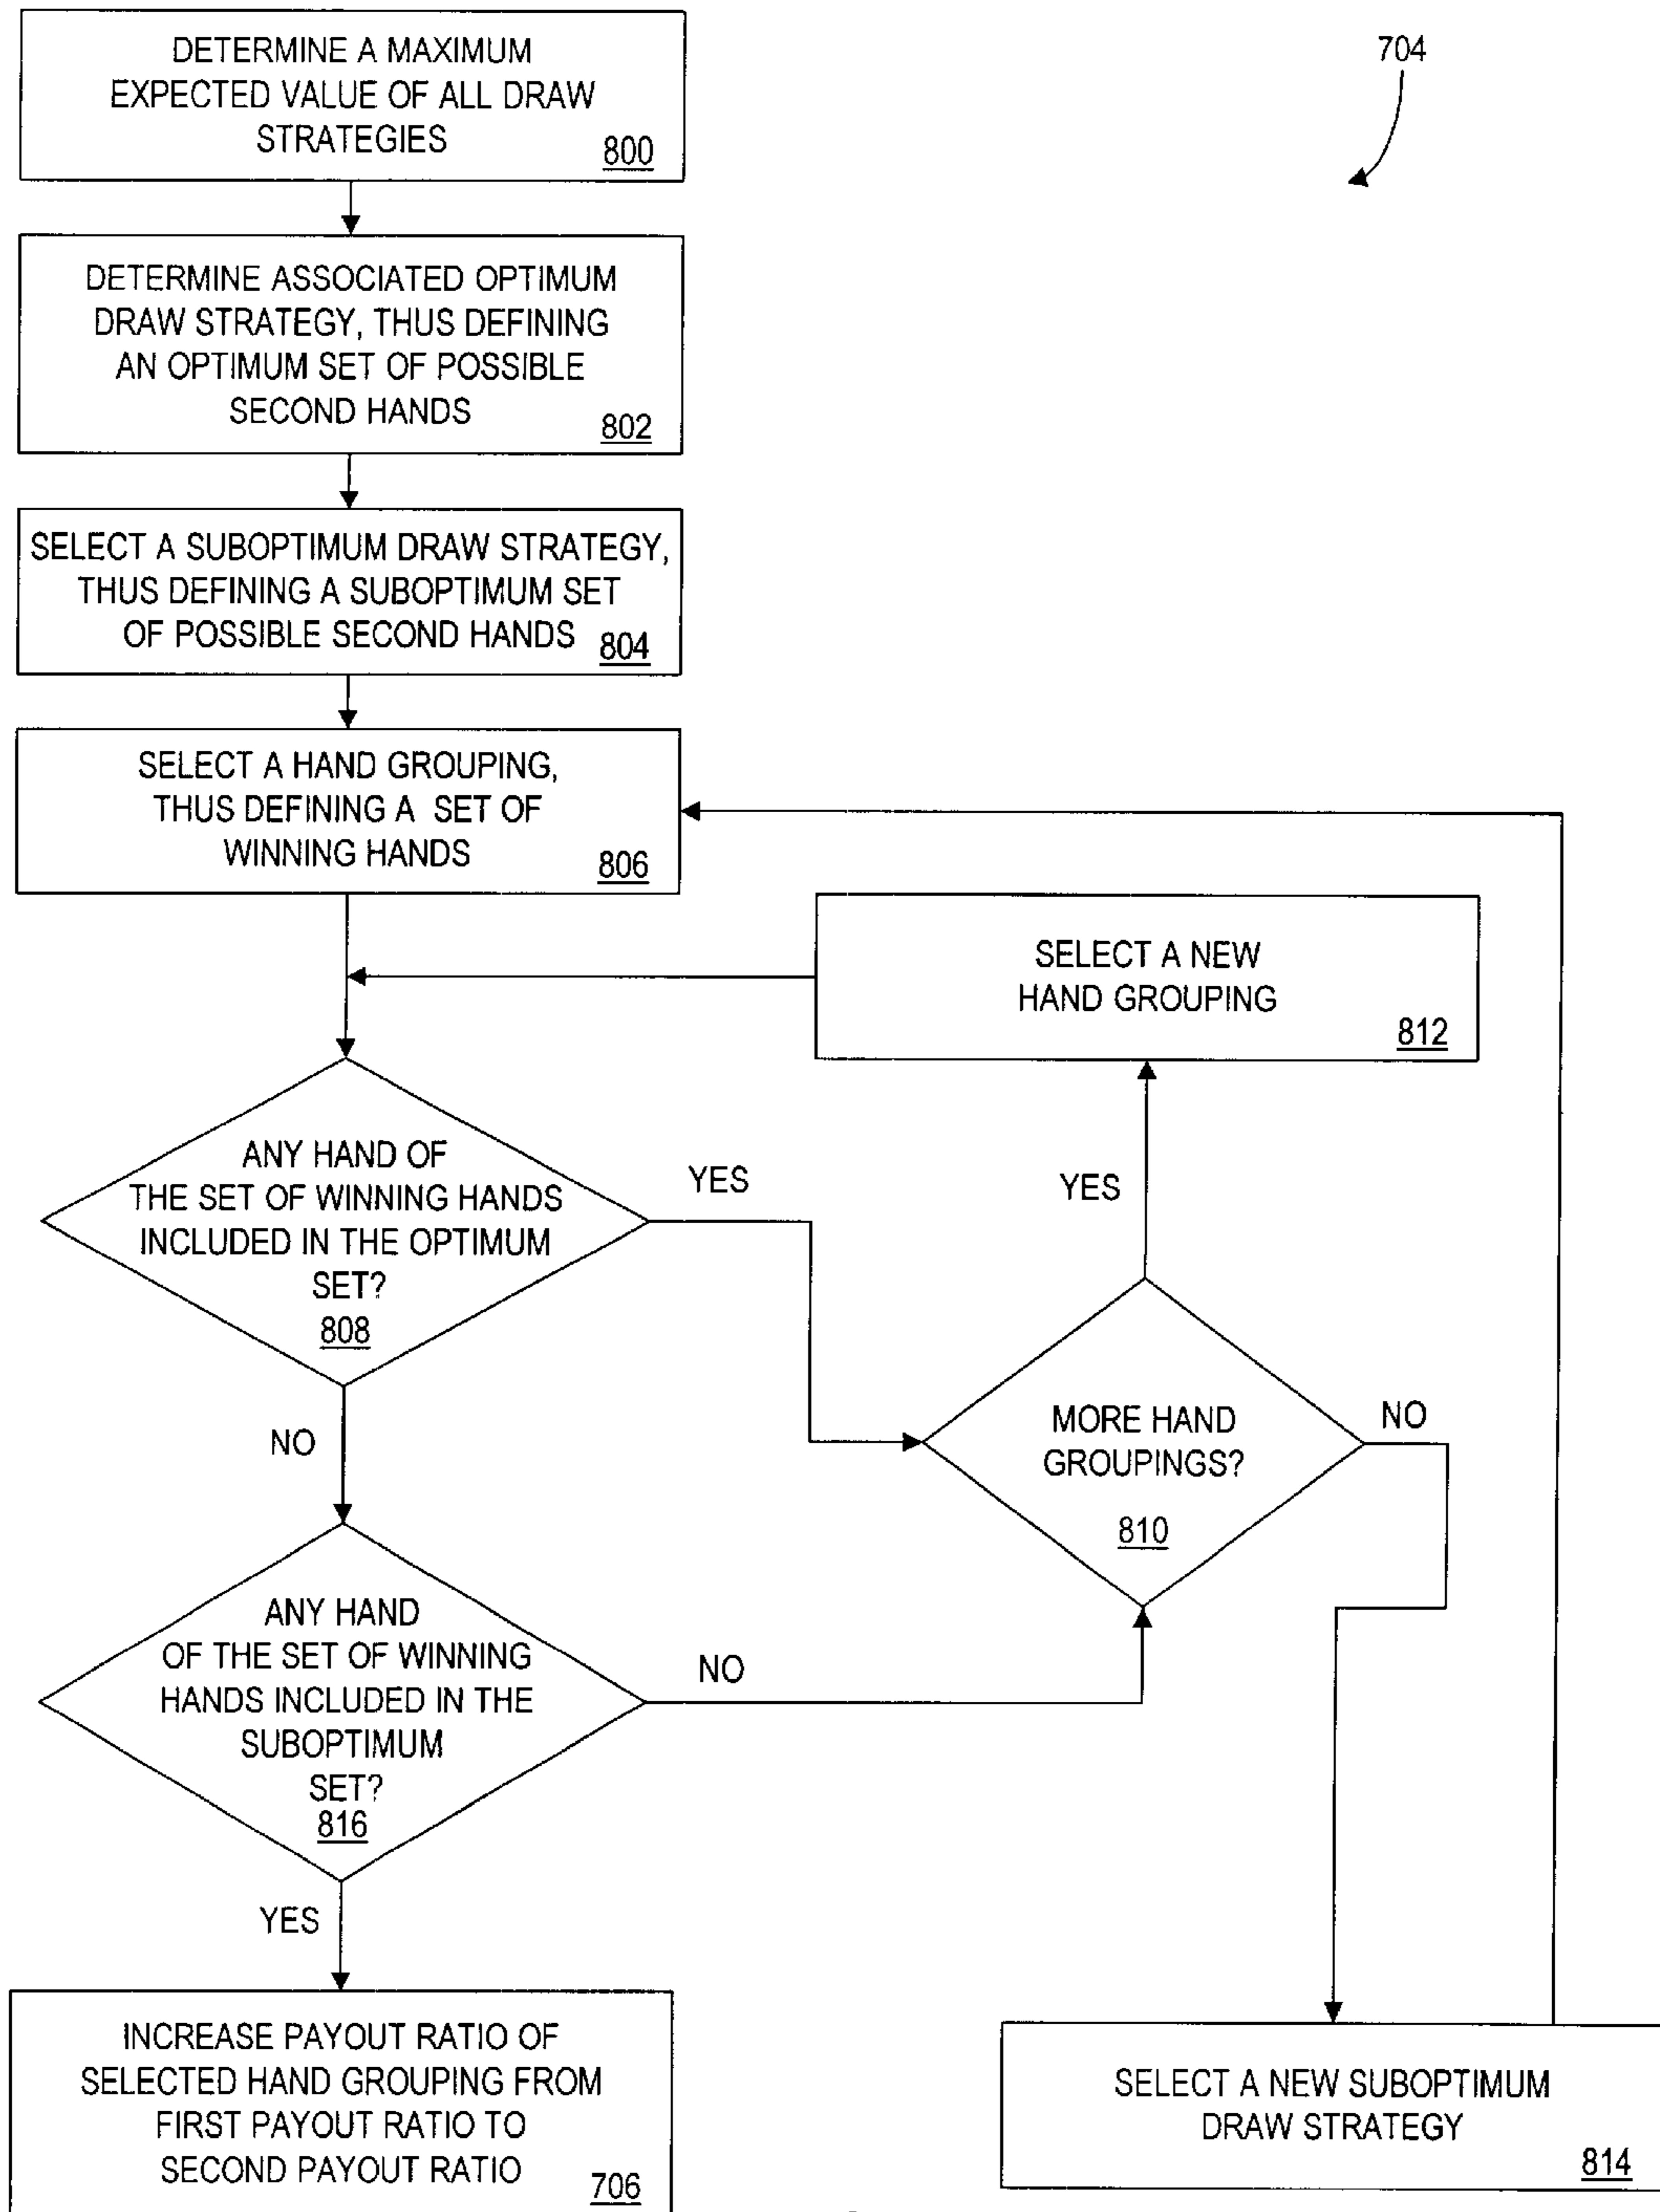 DETERMINE A MAXIMUM
EXPECTED VALUE OF ALL DRAW
STRATEGIES
800
704
DETERMINE ASSOCIATED OPTIMUM
DRAW STRATEGY, THUS DEFINING
AN OPTIMUM SET OF POSSIBLE
SECOND HANDS
802
SELECT A SUBOPTIMUM DRAW STRATEGY,
THUS DEFINING A SUBOPTIMUM SET
OF POSSIBLE SECOND HANDS
804
SELECT A HAND GROUPING,
THUS DEFINING A SET OF
WINNING HANDS
806
SELECT A NEW
HAND GROUPING
812
ANY HAND OF
THE SET OF WINNING HANDS
INCLUDED IN THE OPTIMUM
SET?
808
YES
YES
NO
MORE HAND
GROUPINGS?
810
NO
ANY HAND
OF THE SET OF WINNING
HANDS INCLUDED IN THE
SUBOPTIMUM
SET?
816
NO
YES
INCREASE PAYOUT RATIO OF
SELECTED HAND GROUPING FROM
FIRST PAYOUT RATIO TO
SECOND PAYOUT RATIO
706
SELECT A NEW SUBOPTIMUM
DRAW STRATEGY
814